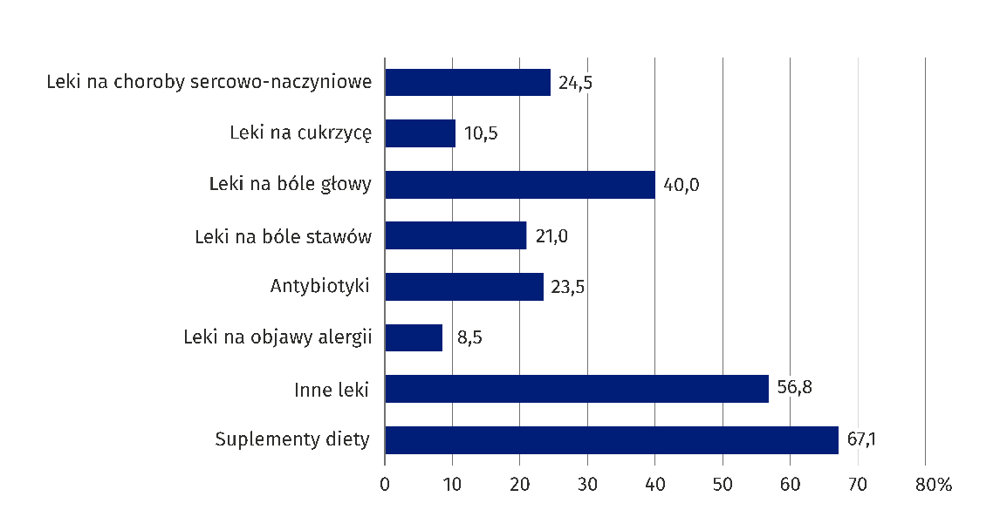 Leki na choroby sercowo-naczyniowe 24,5
Leki na cukrzycę 10,5
Leki na bóle głowy 40,0
Leki na bóle stawów 21,0
Antybiotyki 23,5
Leki na objawy alergii 8,5
Inne leki 56,8
Suplementy diety 67,1
0 10 20 30 40 50 60 70 80%